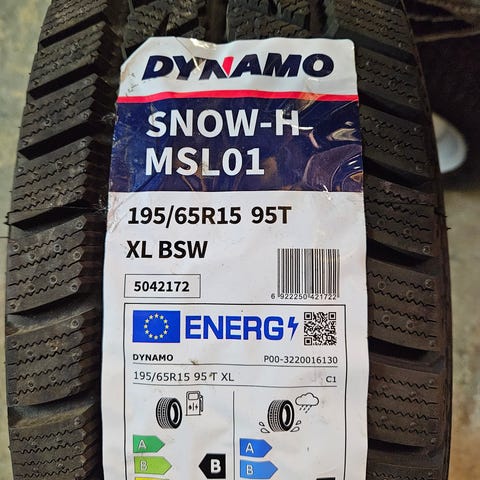 DYNAMO
SNOW-H
MSL01
195/65R15 95T
XL BSW
5042172
6 922250 421722
ENERG
DYNAMO P00-3220016130
195/65R15 95 T XL C1
A A
B B B